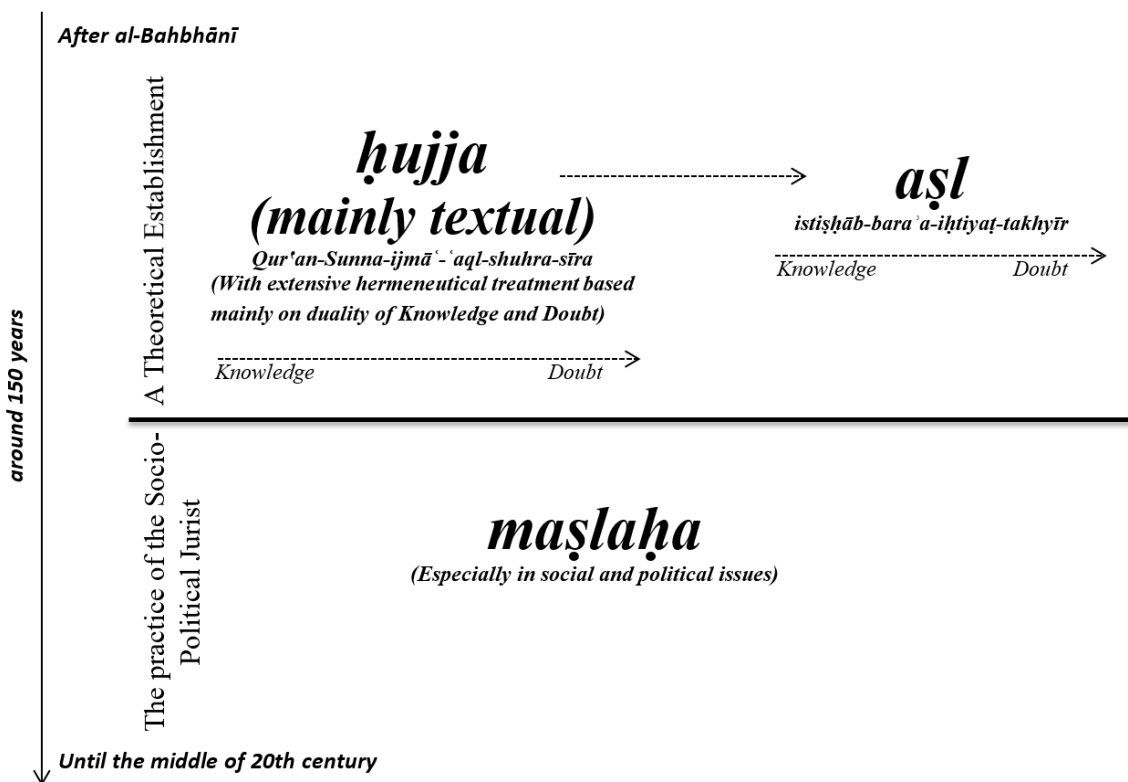 After al-Bahbhānī
around 150 years
A Theoretical Establishment
ḥujja
(mainly textual)
Qurʿan-Sunna-ijmāʿ-ʿaql-shuhra-sīra
(With extensive hermeneutical treatment based
mainly on duality of Knowledge and Doubt)
Knowledge Doubt
aṣl
istiṣḥāb-baraʾa-iḥtiyaṭ-takhyīr
Knowledge Doubt
The practice of the Socio-
Political Jurist
maṣlaḥa
(Especially in social and political issues)
Until the middle of 20th century